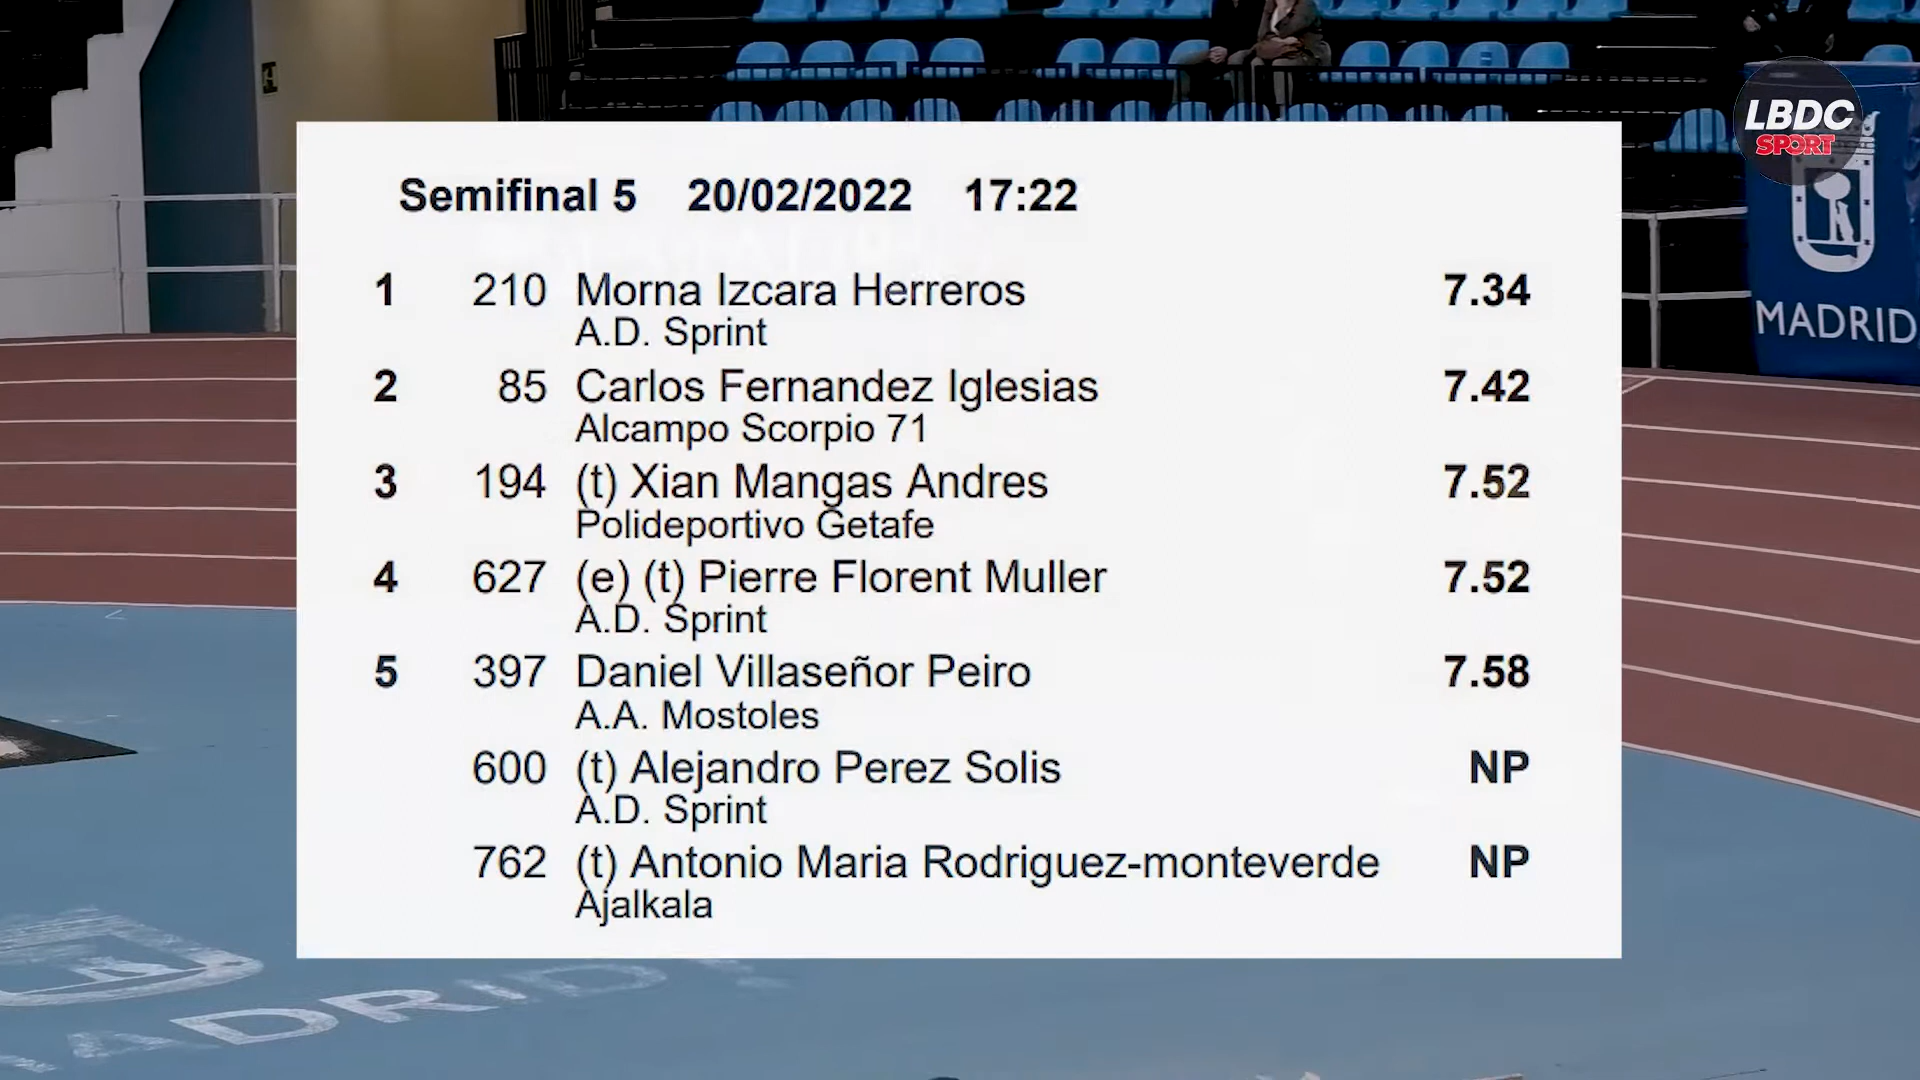 LBDC
SPORT
MADRID
Semifinal 5 20/02/2022 17:22
1 210 Morna Izcara Herreros 7.34
A.D. Sprint
2 85 Carlos Fernandez Iglesias 7.42
Alcampo Scorpio 71
3 194 (t) Xian Mangas Andres 7.52
Polideportivo Getafe
4 627 (e) (t) Pierre Florent Muller 7.52
A.D. Sprint
5 397 Daniel Villaseñor Peiro 7.58
A.A. Mostoles
600 (t) Alejandro Perez Solis NP
A.D. Sprint
762 (t) Antonio Maria Rodriguez-monteverde NP
Ajalkala
MADRID